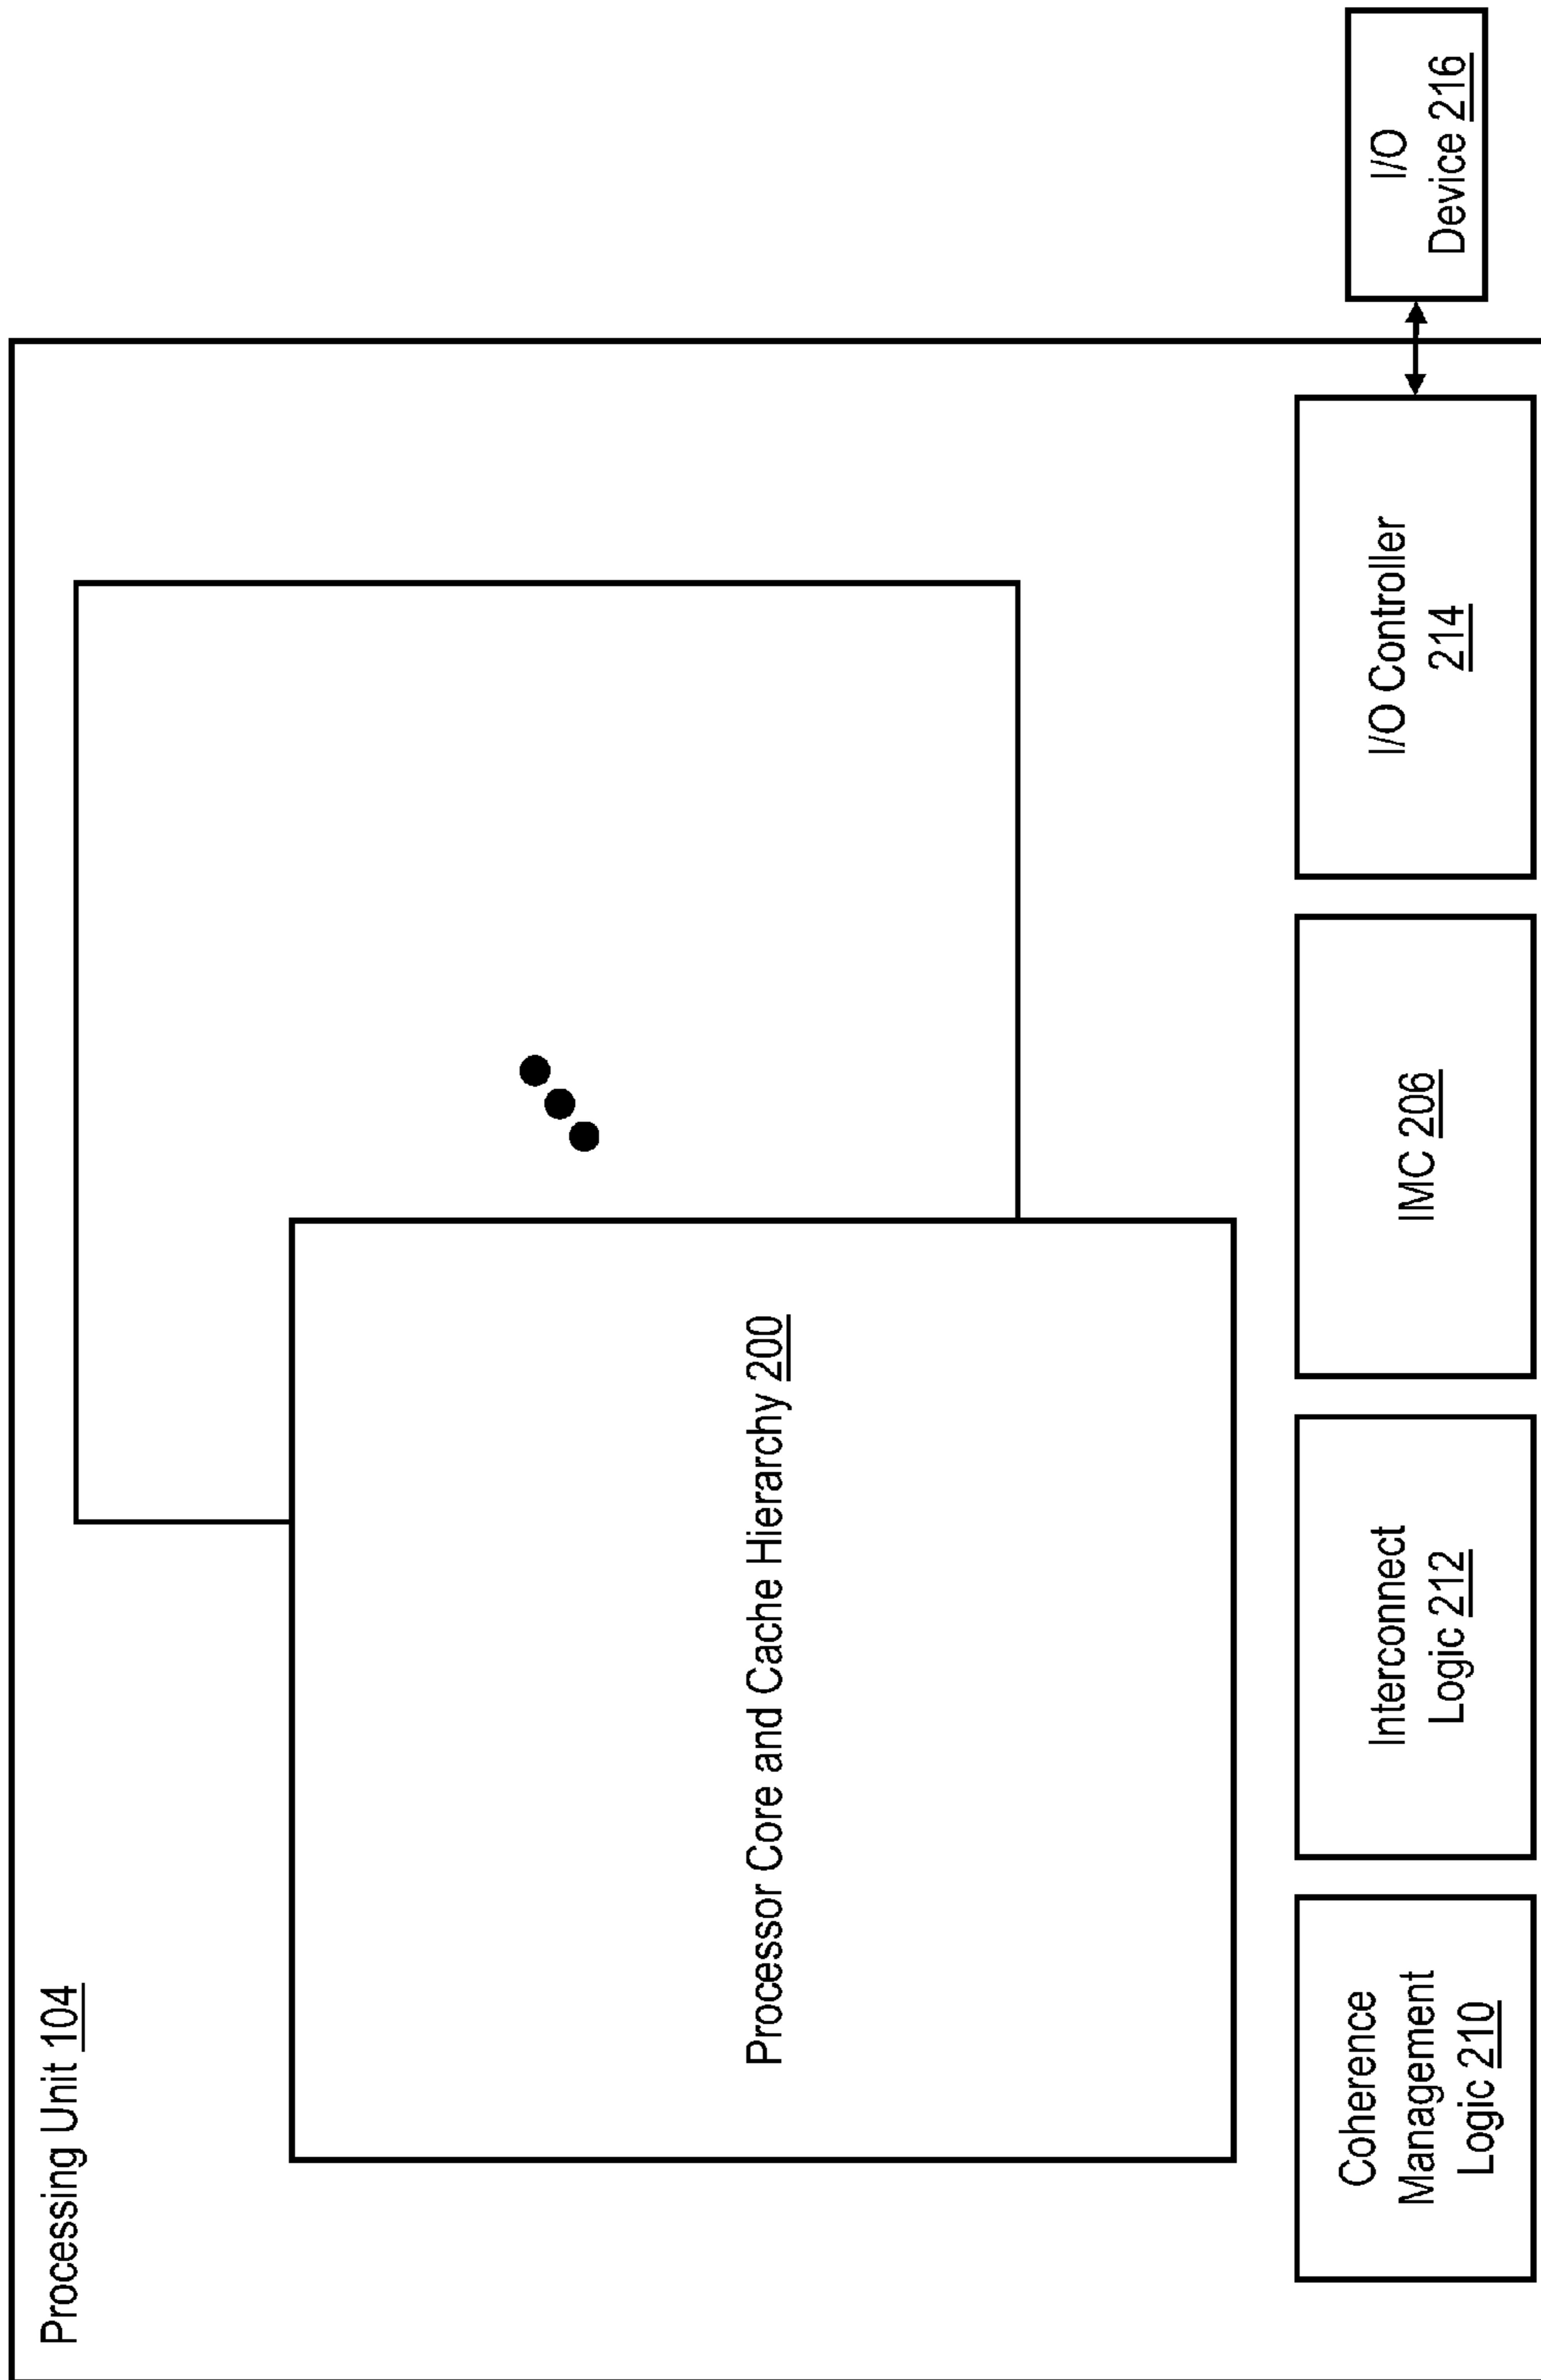 Processing Unit 104
Processor Core and Cache Hierarchy 200
Coherence
Management
Logic 210
Interconnect
Logic 212
IMC 206
I/O Controller
214
I/O
Device 216